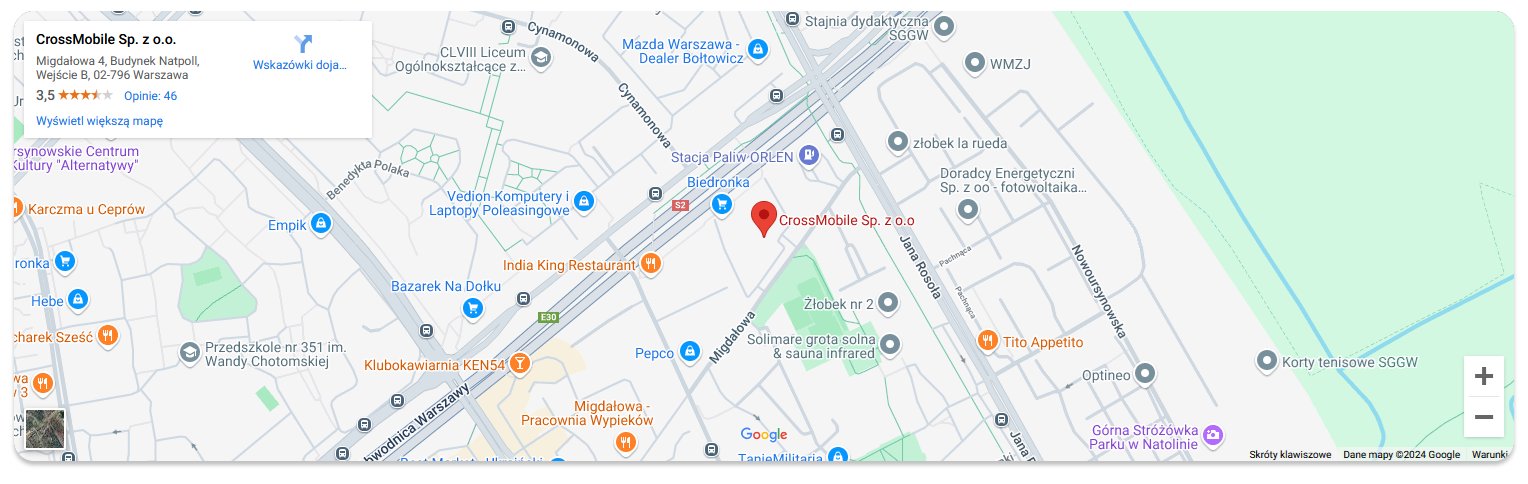 CrossMobile Sp. z o.o.
Migdałowa 4, Budynek Natpoll,
Wejście B, 02-796 Warszawa
3,5
Opinie: 46
Wyświetl większą mapę
Wskazówki doja...
CLVIII Liceum
Ogólnokształcące z...
Cynamonowa
Mazda Warszawa -
Dealer Bołtowicz
Stajnia dydaktyczna
SGGW
WMZJ
Cynamonowa
rsynowskie Centrum
Kultury "Alternatywy"
Benedykta Polaka
Stacja Paliw ORLEN
złobek la rueda
Biedronka
Doradcy Energetyczni
Sp. z oo - fotowoltaika...
Vedion Komputery i
Laptopy Poleasingowe
S2
Karczma u Ceprów
Empik
CrossMobile Sp. z o.o
ronka
India King Restaurant
Jana Rosoła
Pachnąca
Nowoursynowska
Hebe
Bazarek Na Dołku
Pachnąca
Żłobek nr 2
E30
charek Sześć
Przedszkole nr 351 im.
Wandy Chotomskiej
Migdałowa
Solimare grota solna
& sauna infrared
Tito Appetito
Pepco
Klubokawiarnia KEN54
Korty tenisowe SGGW
Optineo
wa
y 3
Migdałowa -
Pracownia Wypieków
Google
Górna Stróżówka
Parku w Natolinie
bwodnica Warszawy
TanieMilitaria
Jana R
Skróty klawiszowe
Dane mapy ©2024 Google
Warunki